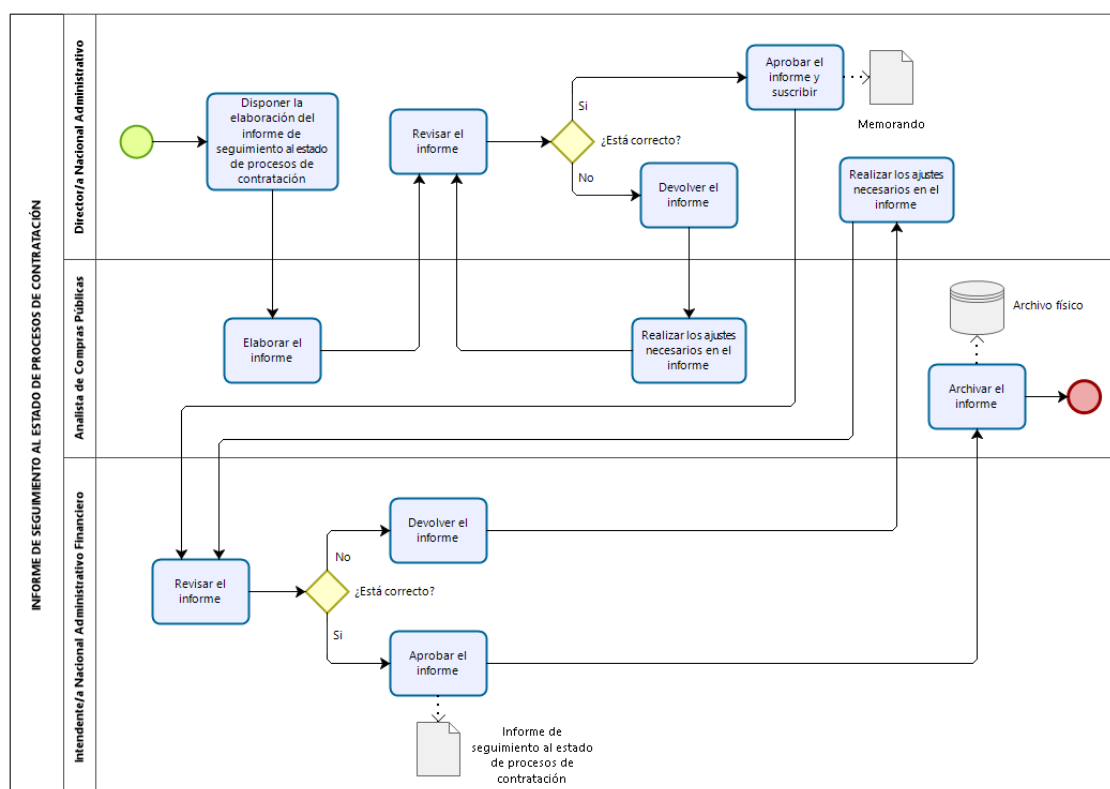 INFORME DE SEGUIMIENTO AL ESTADO DE PROCESOS DE CONTRATACIÓN
Director/a Nacional Administrativo
Disponer la
elaboración del
informe de
seguimiento al estado
de procesos de
contratación
Revisar el
informe
Si
¿Está correcto?
No
Aprobar el
informe y
suscribir
Memorando
Devolver el
informe
Realizar los ajustes
necesarios en el
informe
Analista de Compras Públicas
Elaborar el
informe
Realizar los ajustes
necesarios en el
informe
Archivo físico
Archivar el
informe
Intendente/a Nacional Administrativo Financiero
Revisar el
informe
No
¿Está correcto?
Si
Devolver el
informe
Aprobar el
informe
Informe de
seguimiento al estado
de procesos de
contratación